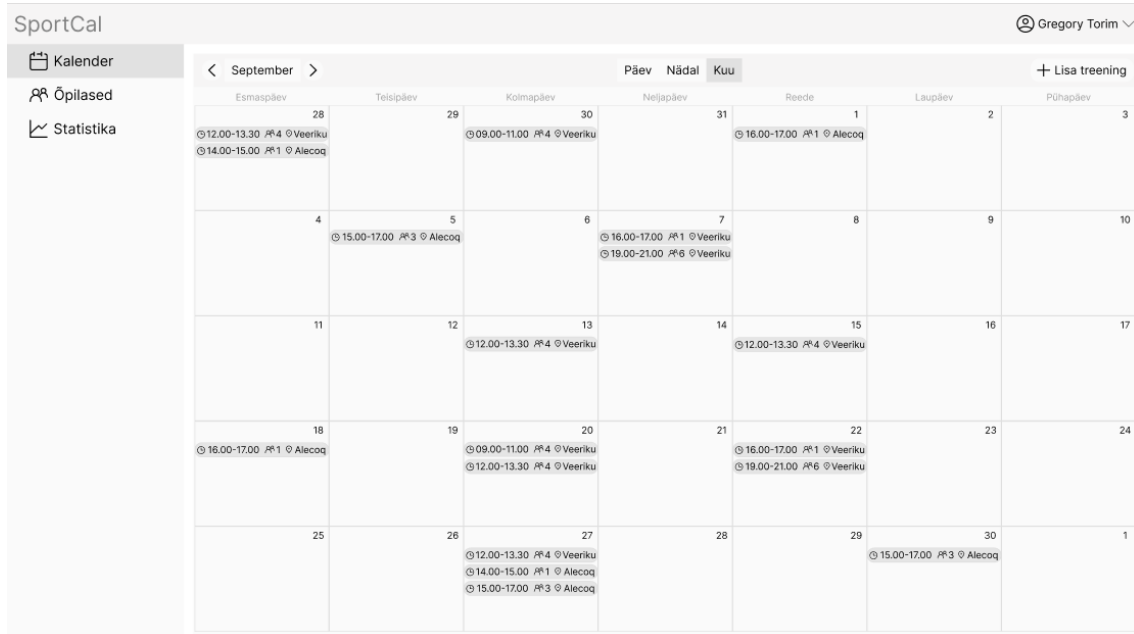 SportCal
Gregory Torim
Kalender
Õpilased
Statistika
September
Päev Nädal Kuu
+ Lisa treening
Esmaspäev Teisipäev Kolmapäev Neljapäev Reede Laupäev Pühapäev
28 29 30 31 1 2 3
12.00-13.30 4 Veeriku 09.00-11.00 4 Veeriku 16.00-17.00 1 Alecoq
14.00-15.00 1 Alecoq
4 5 6 7 8 9 10
15.00-17.00 3 Alecoq 16.00-17.00 1 Veeriku
19.00-21.00 6 Veeriku
11 12 13 14 15 16 17
12.00-13.30 4 Veeriku 12.00-13.30 4 Veeriku
18 19 20 21 22 23 24
16.00-17.00 1 Alecoq 09.00-11.00 4 Veeriku 16.00-17.00 1 Veeriku
12.00-13.30 4 Veeriku 19.00-21.00 6 Veeriku
25 26 27 28 29 30 1
12.00-13.30 4 Veeriku 15.00-17.00 3 Alecoq
14.00-15.00 1 Alecoq
15.00-17.00 3 Alecoq